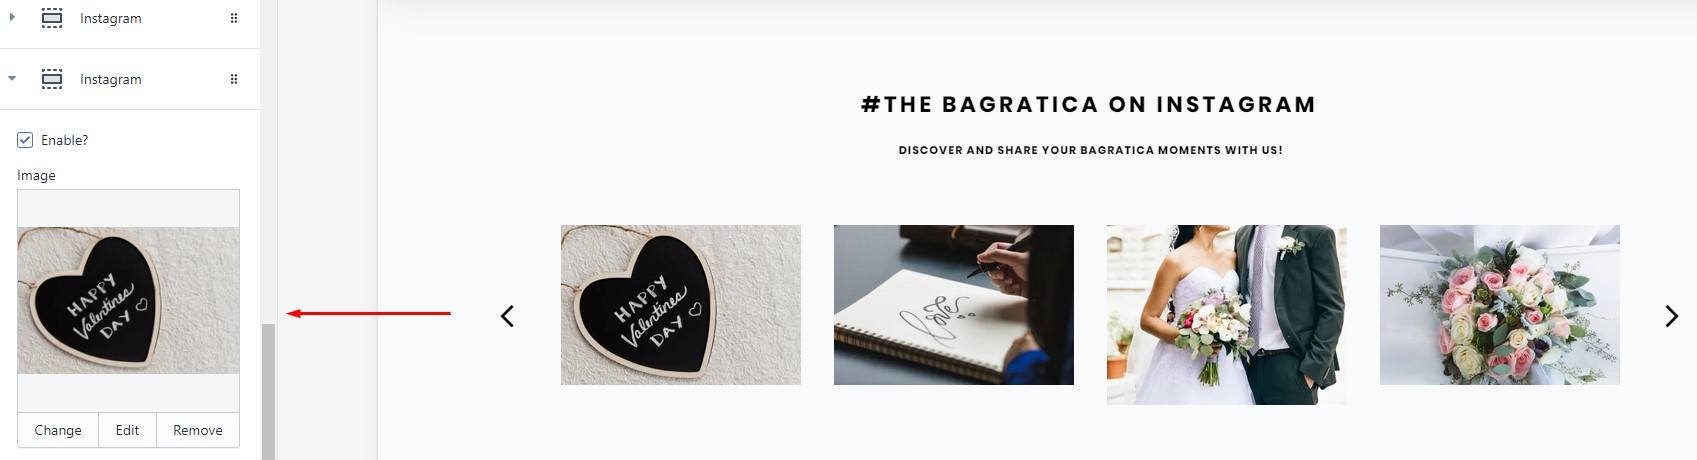 Instagram
Instagram
Enable?
Image
HAPPY
Valentines
DAY
Change
Edit
Remove
#THE BAGRATICA ON INSTAGRAM
DISCOVER AND SHARE YOUR BAGRATICA MOMENTS WITH US!
HAPPY
Valentines
DAY
love